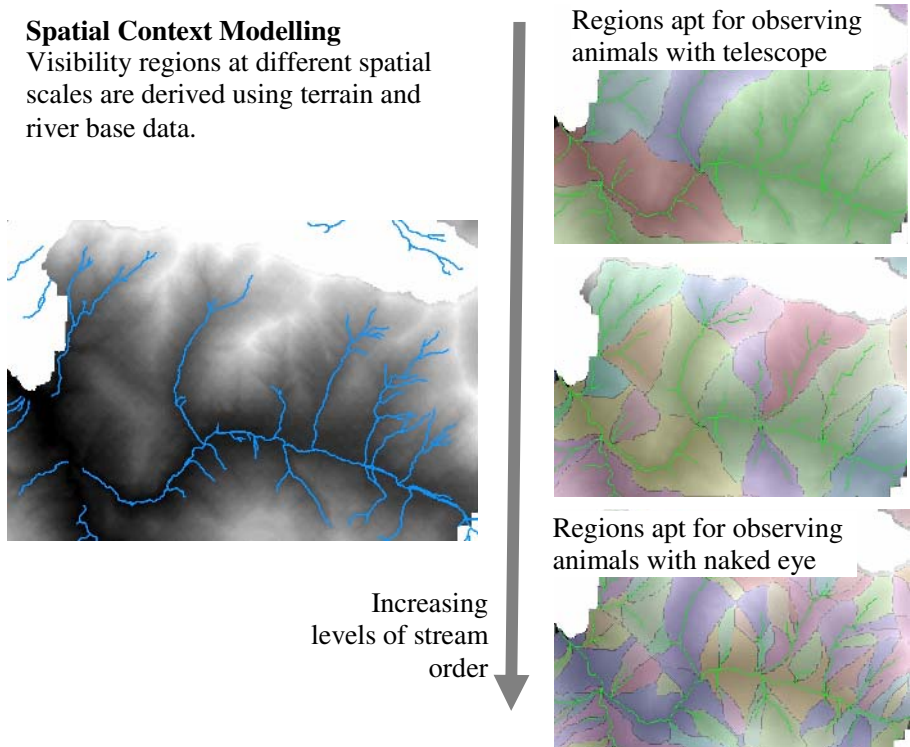 Spatial Context Modelling
Visibility regions at different spatial
scales are derived using terrain and
river base data.
Regions apt for observing
animals with telescope
Regions apt for observing
animals with naked eye
Increasing
levels of stream
order